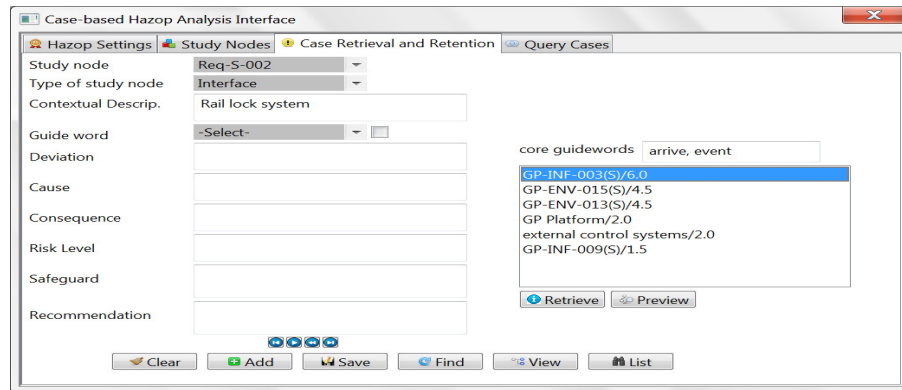 Case-based Hazop Analysis Interface
Hazop Settings Study Nodes Case Retrieval and Retention Query Cases
Study node Req-S-002
Type of study node Interface
Contextual Descrip. Rail lock system
Guide word -Select-
Deviation
Cause
Consequence
Risk Level
Safeguard
Recommendation
core guidewords arrive, event
GP-INF-003(S)/6.0
GP-ENV-015(S)/4.5
GP-ENV-013(S)/4.5
GP Platform/2.0
external control systems/2.0
GP-INF-009(S)/1.5
Retrieve Preview
Clear Add Save Find View List